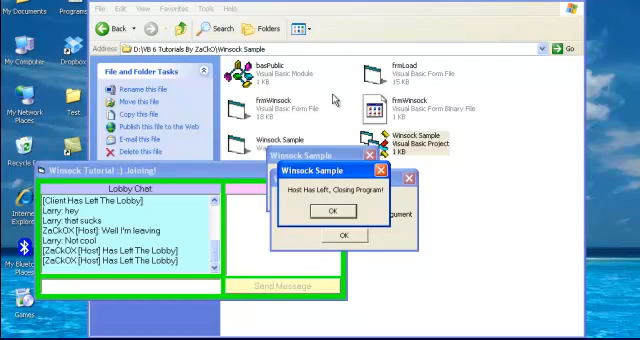 My Documents
Programs
File Edit View Favorites Tools Help
Back
Search
Folders
Address
D:\VB 6 Tutorials By ZaCkO\Winsock Sample
Go
My Computer
Dropbox
File and Folder Tasks
Rename this file
Move this file
Copy this file
Publish this file to the Web
E-mail this file
Delete this file
basPublic
Visual Basic Module
1 KB
frmLoad
Visual Basic Form File
15 KB
frmWinsock
Visual Basic Form File
18 KB
frmWinsock
Visual Basic Form Binary File
1 KB
Winsock Sample
Winsock Sample
Visual Basic Project
1 KB
My Network
Places
Test
Recycle
Internet
Explorer
My Bluetooth
Places
Games
Winsock Tutorial :) Joining!
Lobby Chat
[Client Has Left The Lobby]
Larry: hey
Larry: that sucks
ZaCkOX [Host]: Well I'm leaving
Larry: Not cool
ZaCkOX [Host] Has Left The Lobby]
ZaCkOX [Host] Has Left The Lobby]
Send Message
Winsock Sample
Winsock Sample
Host Has Left, Closing Program!
OK
gument
OK